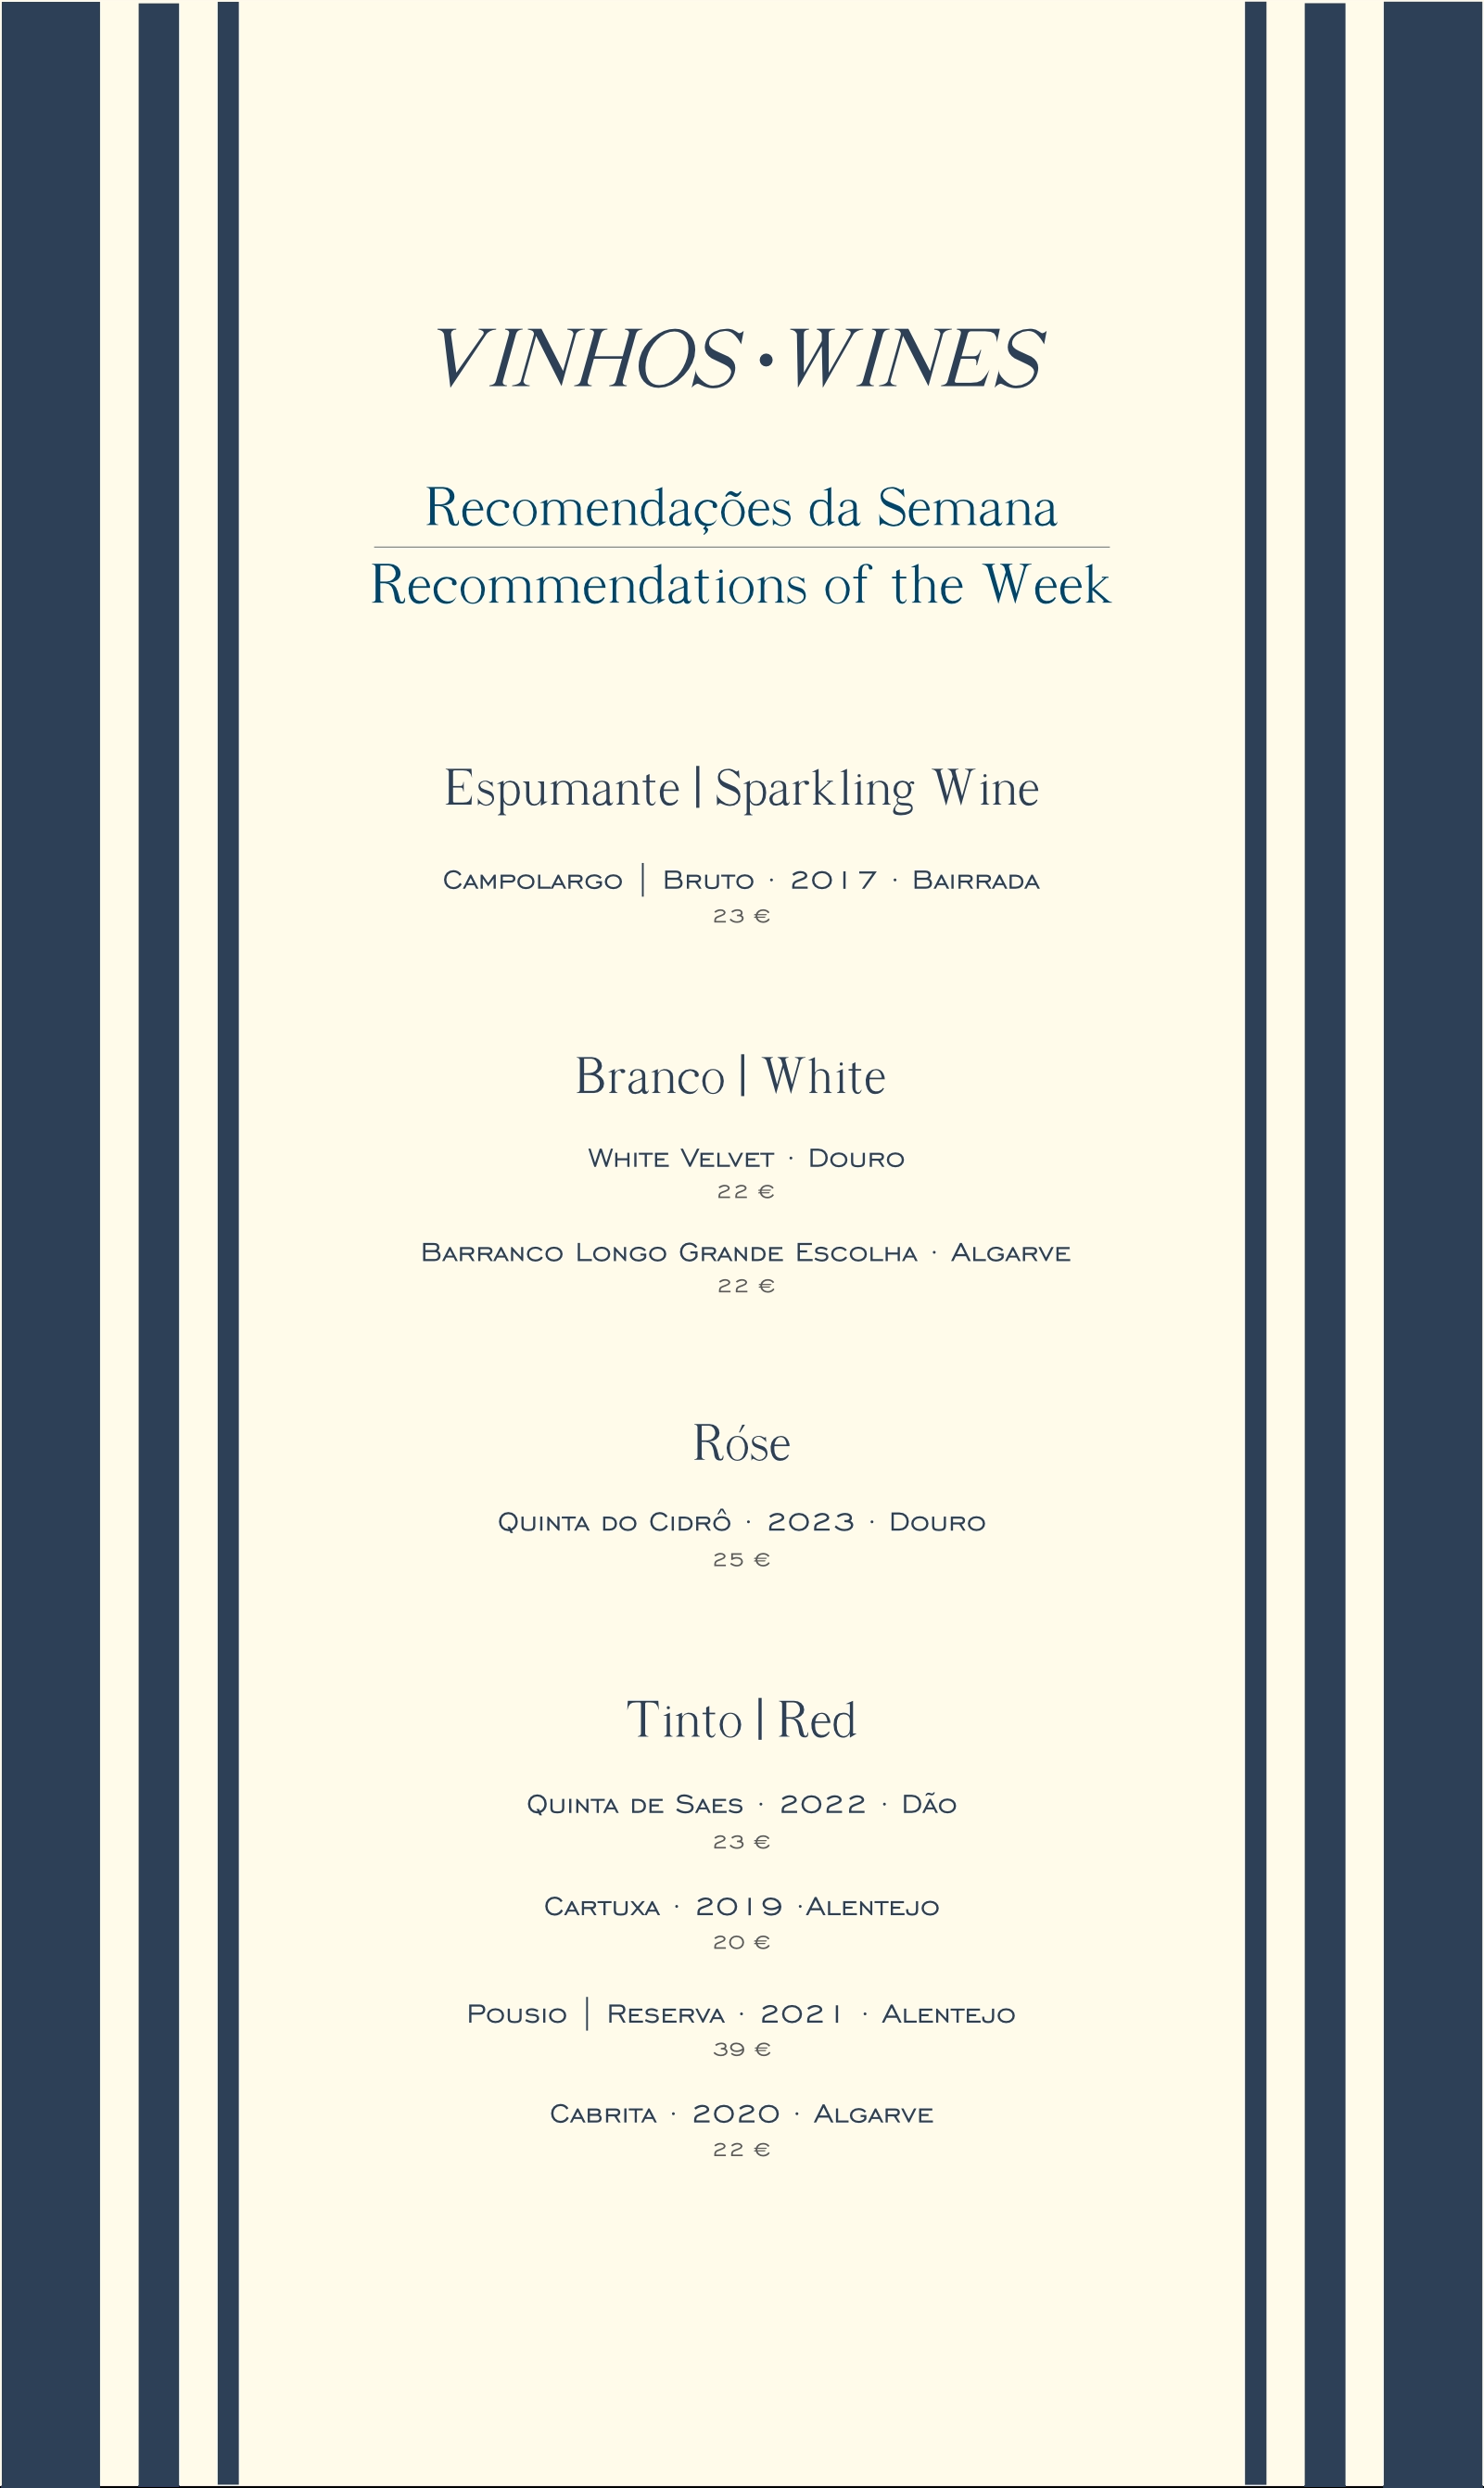 VINHOS · WINES
Recomendações da Semana
Recommendations of the Week
Espumante | Sparkling Wine
Campolargo | Bruto · 2017 · Bairrada
23 €
Branco | White
White Velvet · Douro
22 €
Barranco Longo Grande Escolha · Algarve
22 €
Róse
Quinta do Cidrô · 2023 · Douro
25 €
Tinto | Red
Quinta de Saes · 2022 · Dão
23 €
Cartuxa · 2019 ·Alentejo
20 €
Pousio | Reserva · 2021 · Alentejo
39 €
Cabrita · 2020 · Algarve
22 €